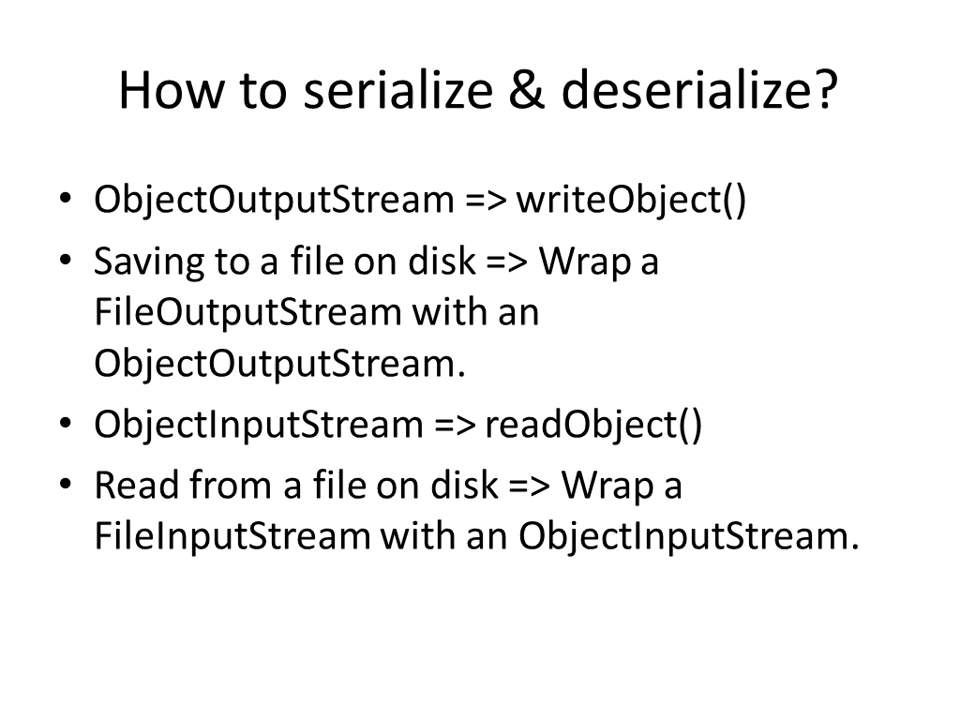 How to serialize & deserialize?
• ObjectOutputStream => writeObject()
• Saving to a file on disk => Wrap a
FileOutputStream with an
ObjectOutputStream.
• ObjectInputStream => readObject()
• Read from a file on disk => Wrap a
FileInputStream with an ObjectInputStream.